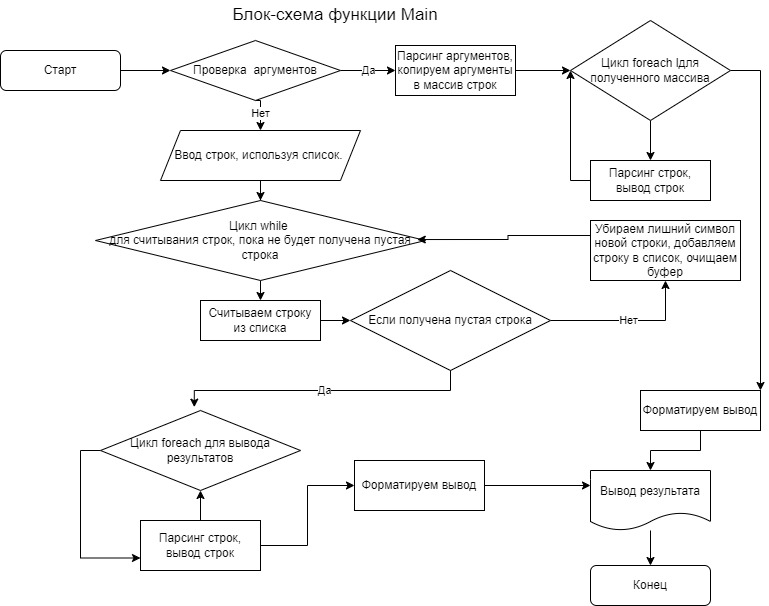 Блок-схема функции Main
Старт
Проверка аргументов
Да
Парсинг аргументов,
копируем аргументы
в массив строк
Цикл foreach lдля
полученного массива
Нет
Парсинг строк,
вывод строк
Ввод строк, используя список.
Цикл while
для считывания строк, пока не будет получена пустая
строка
Убираем лишний символ
новой строки, добавляем
строку в список, очищаем
буфер
Считываем строку
из списка
Если получена пустая строка
Нет
Да
Форматируем вывод
Цикл foreach для вывода
результатов
Форматируем вывод
Вывод результата
Парсинг строк,
вывод строк
Конец